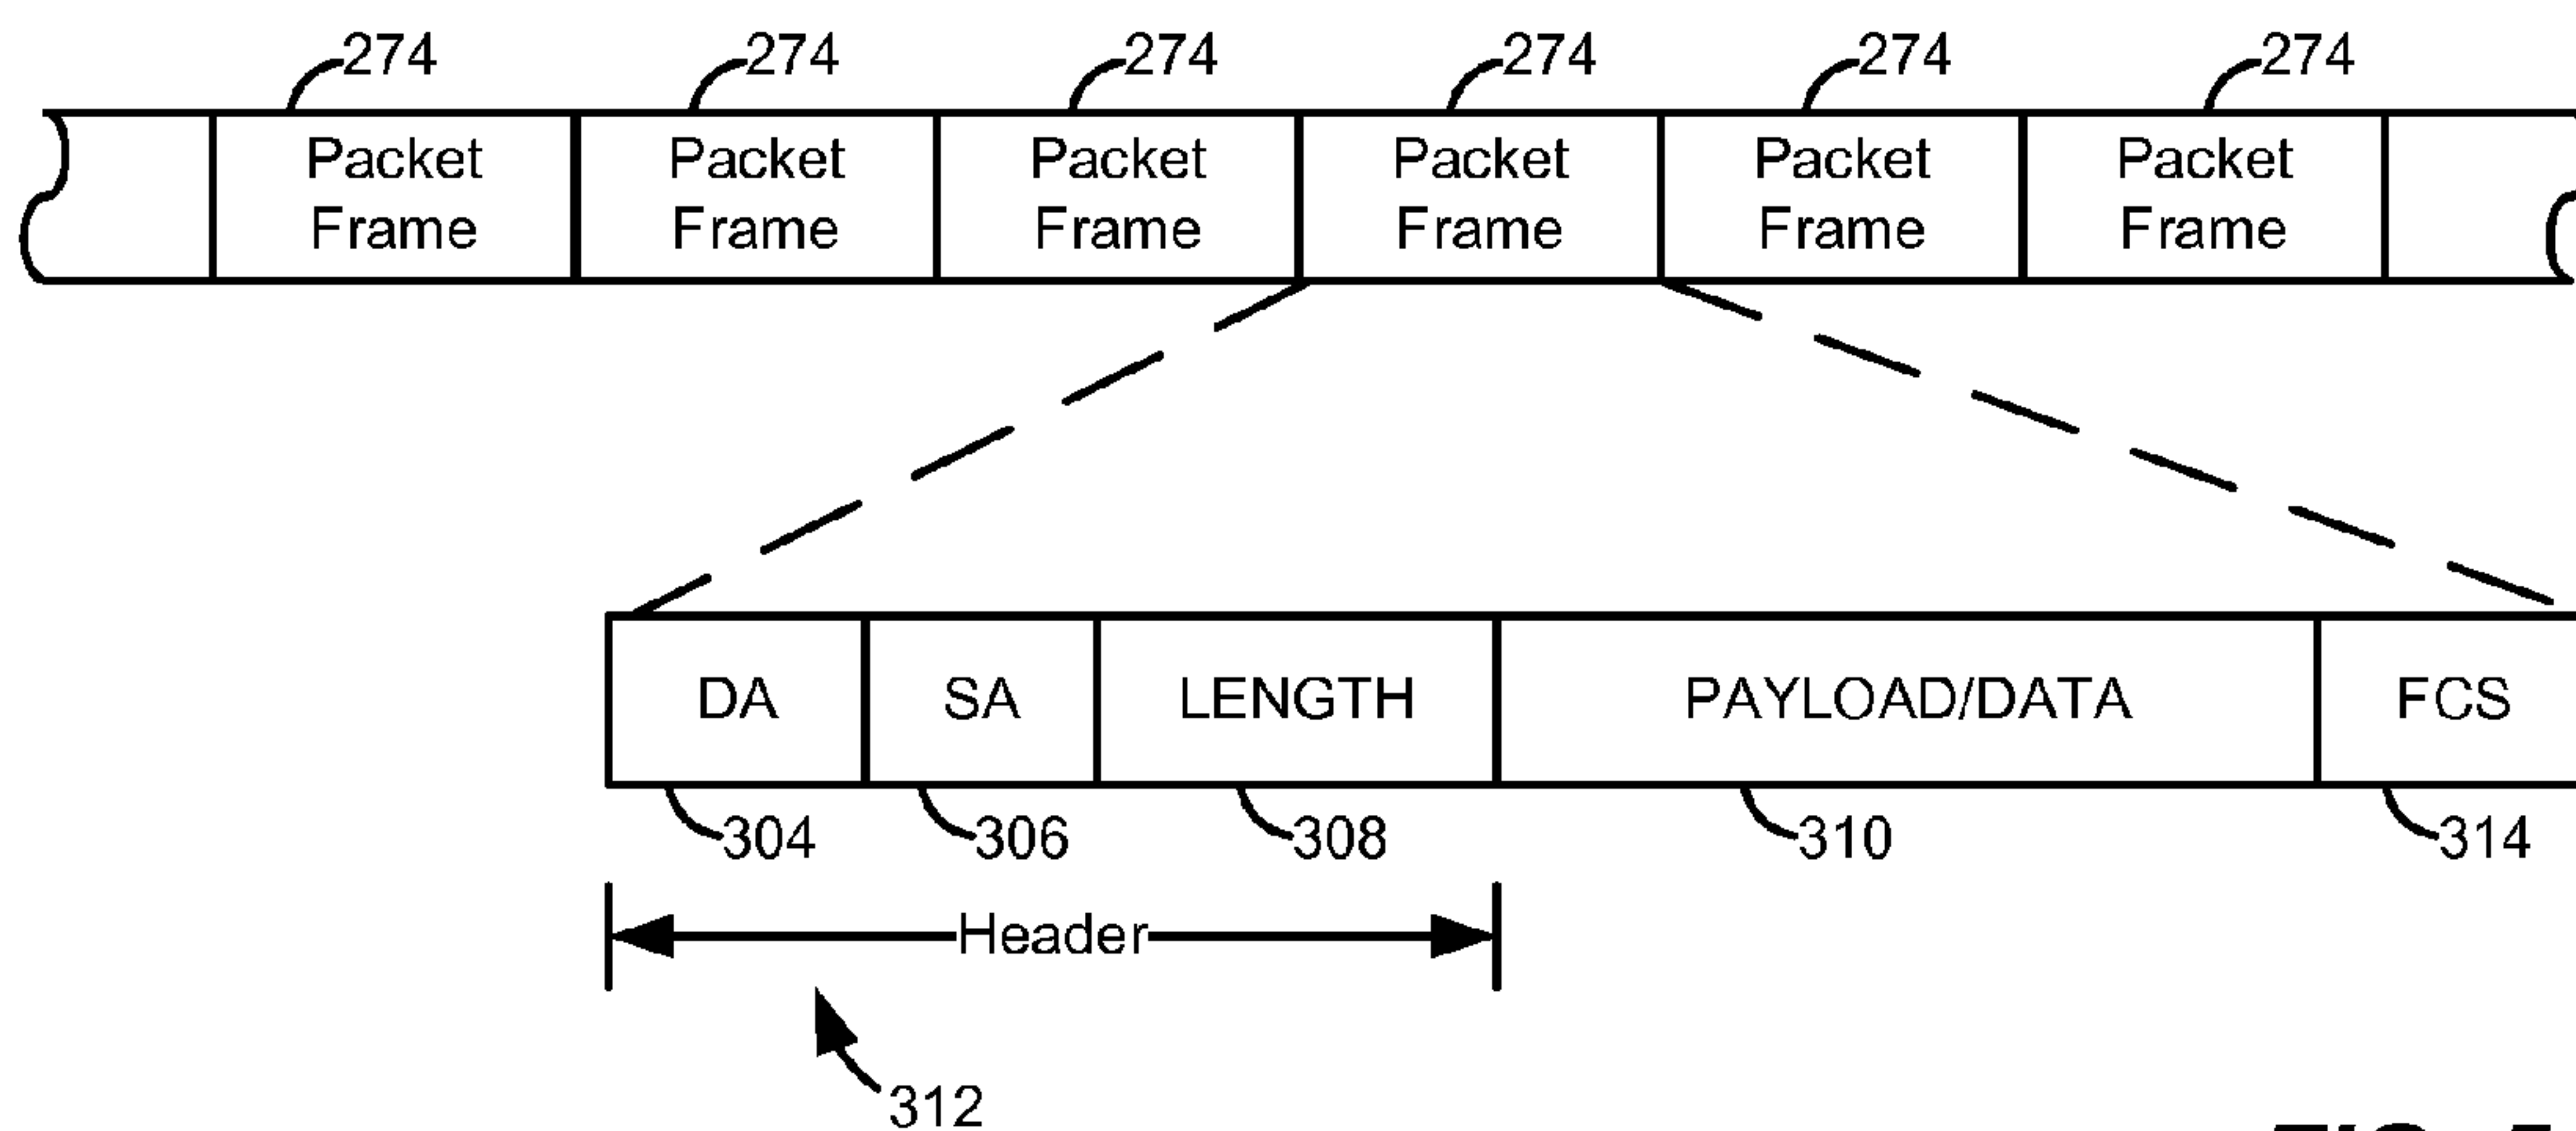 274 274 274 274 274 274
Packet Frame Packet Frame Packet Frame Packet Frame Packet Frame Packet Frame
DA SA LENGTH PAYLOAD/DATA FCS
304 306 308 310 314
Header
312